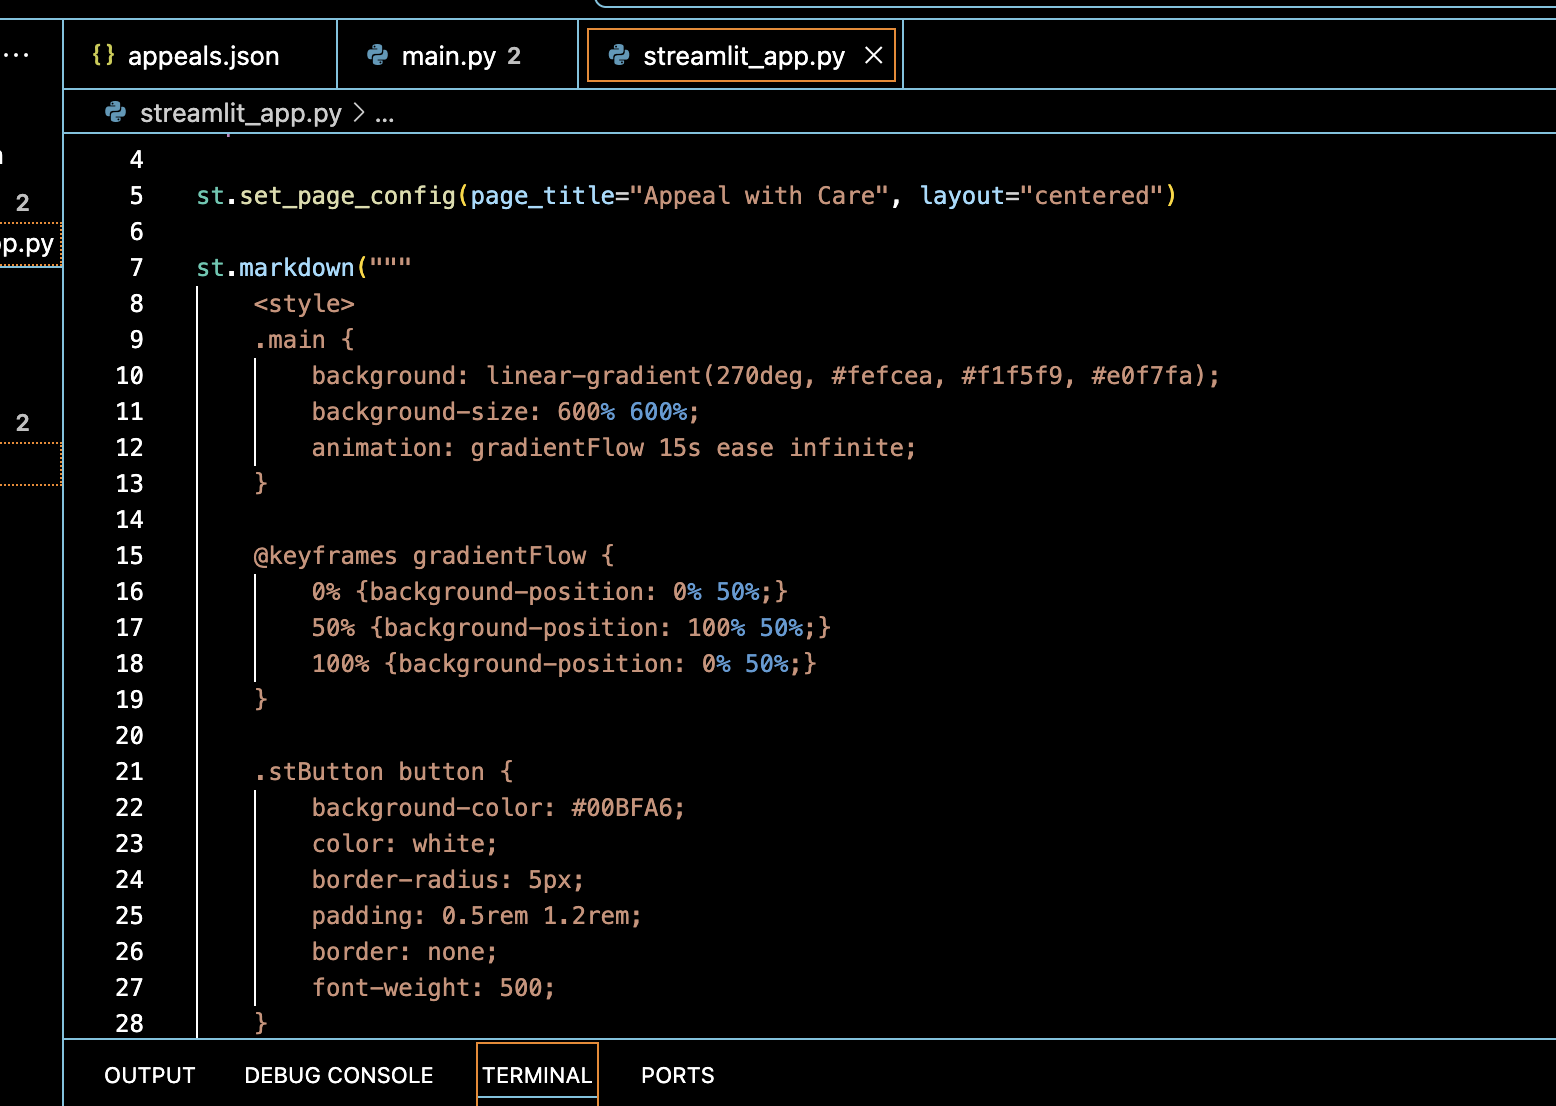 ...
{} appeals.json
main.py 2
streamlit_app.py ×
streamlit_app.py > ...
2
p.py
2
4
5 st.set_page_config(page_title="Appeal with Care", layout="centered")
6
7 st.markdown("""
8 <style>
9 .main {
10 background: linear-gradient(270deg, #fefcea, #f1f5f9, #e0f7fa);
11 background-size: 600% 600%;
12 animation: gradientFlow 15s ease infinite;
13 }
14
15 @keyframes gradientFlow {
16 0% {background-position: 0% 50%;}
17 50% {background-position: 100% 50%;}
18 100% {background-position: 0% 50%;}
19 }
20
21 .stButton button {
22 background-color: #00BFA6;
23 color: white;
24 border-radius: 5px;
25 padding: 0.5rem 1.2rem;
26 border: none;
27 font-weight: 500;
28 }
OUTPUT DEBUG CONSOLE TERMINAL PORTS